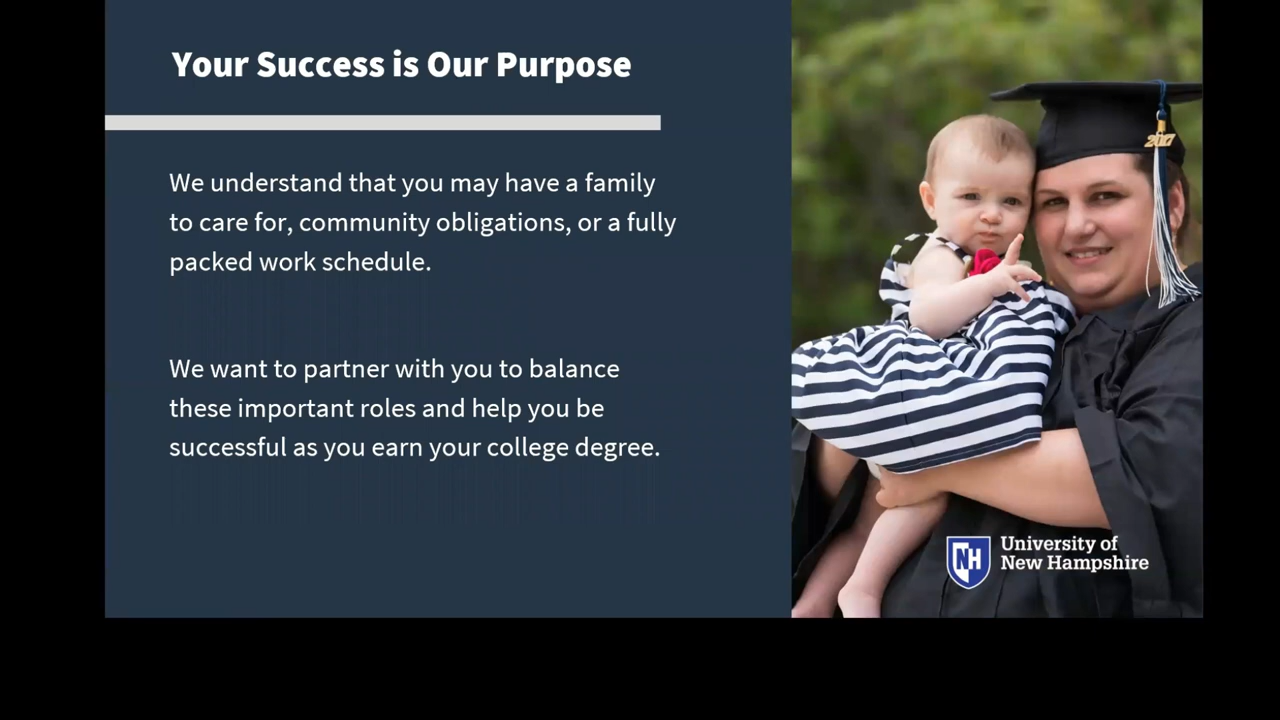 Your Success is Our Purpose
We understand that you may have a family
to care for, community obligations, or a fully
packed work schedule.
We want to partner with you to balance
these important roles and help you be
successful as you earn your college degree.
2017
NH
University of
New Hampshire